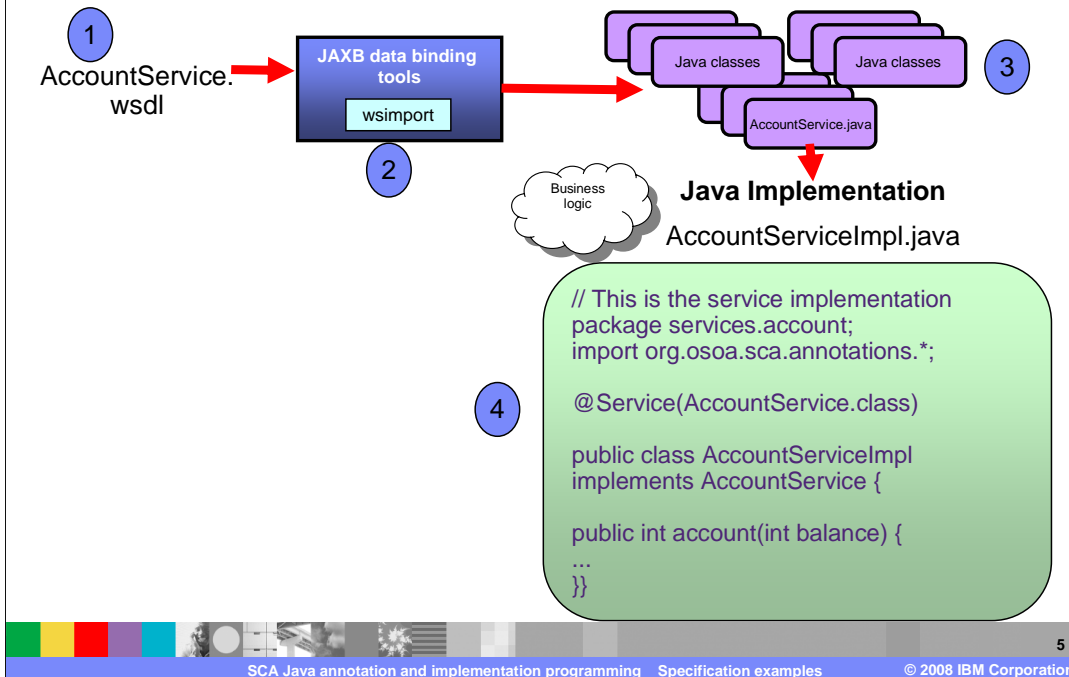 1
AccountService.
wsdl
JAXB data binding
tools
wsimport
2
Java classes
Java classes
3
AccountService.java
Business
logic
Java Implementation
AccountServiceImpl.java
4
// This is the service implementation
package services.account;
import org.osoa.sca.annotations.*;
@Service(AccountService.class)
public class AccountServiceImpl
implements AccountService {
public int account(int balance) {
...
}}
5
SCA Java annotation and implementation programming Specification examples
© 2008 IBM Corporation